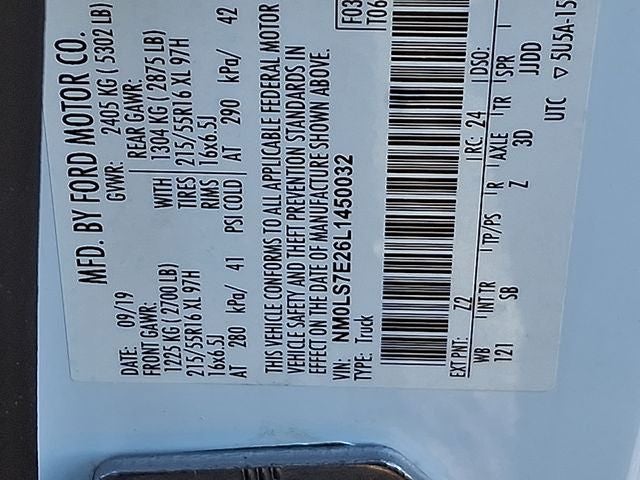 MFD. BY FORD MOTOR CO.
DATE: 09/19 GVWR: 2405 KG ( 5302 LB)
FRONT GAWR: REAR GAWR:
1225 KG ( 2700 LB) WITH 1304 KG ( 2875 LB)
215/55R16 XL 97H TIRES 215/55R16 XL 97H
16x6.5J RIMS 16x6.5J
AT 280 kPa/ 41 PSI COLD AT 290 kPa/ 42
THIS VEHICLE CONFORMS TO ALL APPLICABLE FEDERAL MOTOR
VEHICLE SAFETY AND THEFT PREVENTION STANDARDS IN
EFFECT ON THE DATE OF MANUFACTURE SHOWN ABOVE.
VIN: NM0LS7E26L1450032
TYPE: Truck
F03
T06
EXT PNT: Z2 RC: 24 DSO:
WB INT TR TP/PS R AXLE TR SPR
121 SB Z 3D JJDD
UTC ▽ 5U5A-15